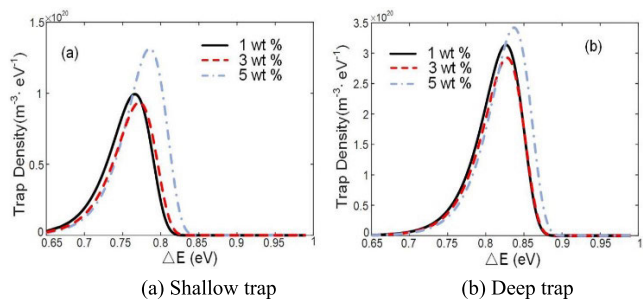 ×10²⁰
1.5
1
0.5
0
0.65 0.7 0.75 0.8 0.85 0.9 0.95 1
Trap Density(m⁻³· eV⁻¹)
△E (eV)
(a)
1 wt %
3 wt %
5 wt %
(a) Shallow trap
×10²⁰
3.5
3
2.5
2
1.5
1
0.5
0
0.65 0.7 0.75 0.8 0.85 0.9 0.95 1
Trap Density(m⁻³· eV⁻¹)
△E (eV)
(b)
1 wt %
3 wt %
5 wt %
(b) Deep trap